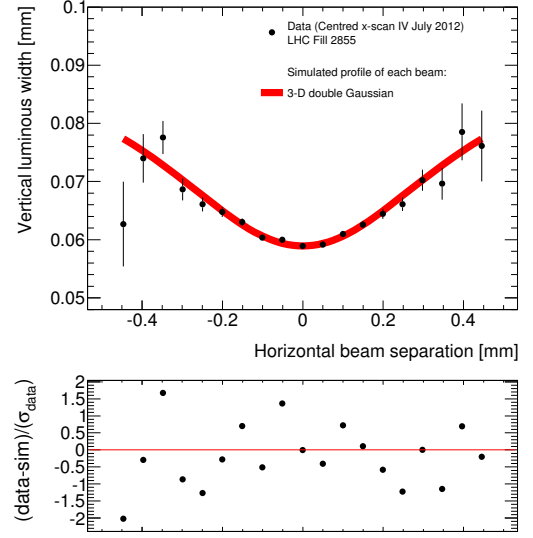 0.1
0.09
0.08
0.07
0.06
0.05
Vertical luminous width [mm]
Data (Centred x-scan IV July 2012)
LHC Fill 2855
Simulated profile of each beam:
3-D double Gaussian
-0.4 -0.2 0 0.2 0.4
Horizontal beam separation [mm]
2
1.5
1
0.5
0
-0.5
-1
-1.5
-2
(data-sim)/(σdata)